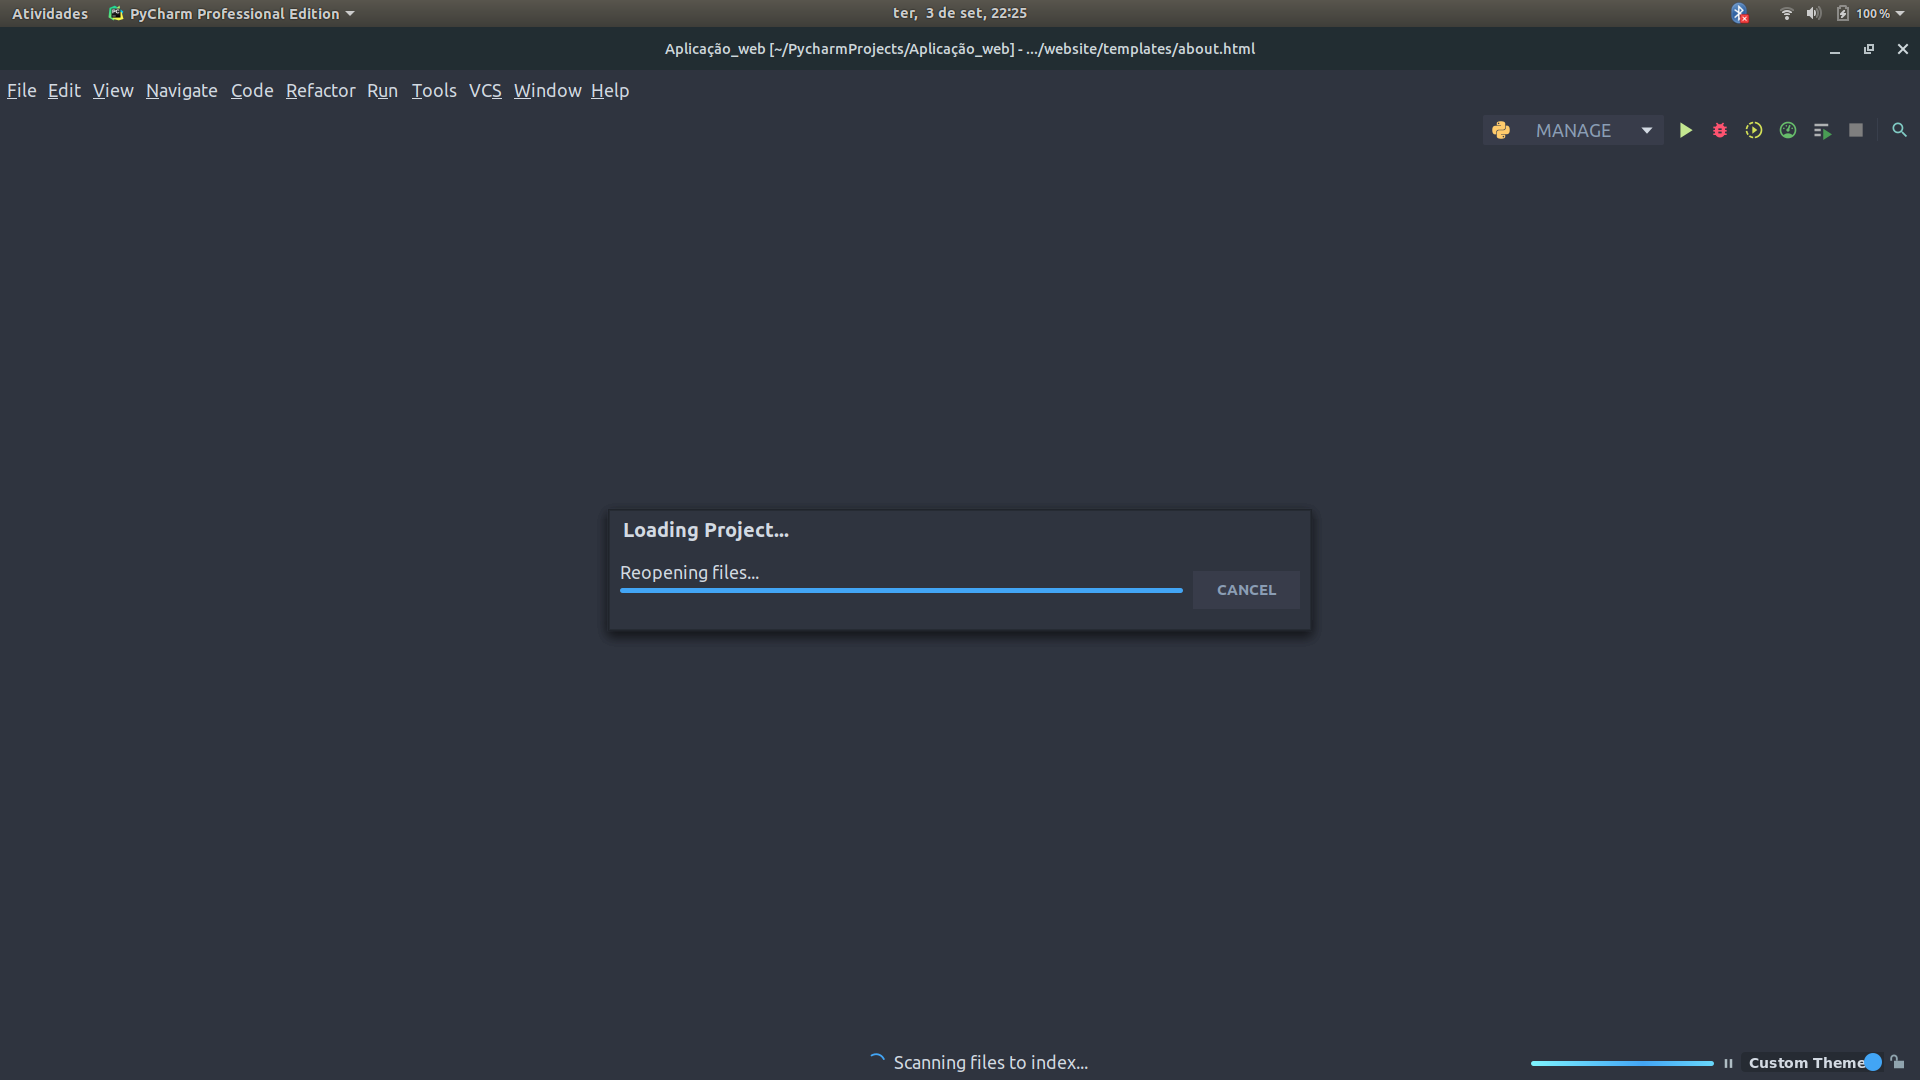 Atividades PyCharm Professional Edition ter, 3 de set, 22:25 100 %
Aplicação_web [~/PycharmProjects/Aplicação_web] - .../website/templates/about.html
File Edit View Navigate Code Refactor Run Tools VCS Window Help
MANAGE
Loading Project...
Reopening files...
CANCEL
Scanning files to index...
Custom Theme